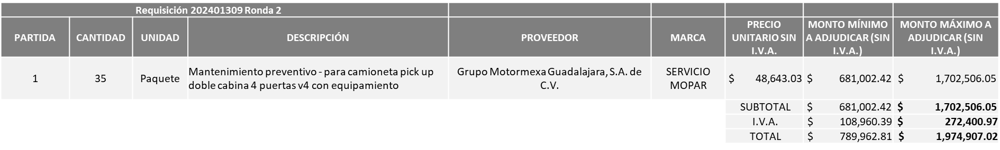 Requisición 202401309 Ronda 2
PARTIDA CANTIDAD UNIDAD DESCRIPCIÓN PROVEEDOR MARCA PRECIO UNITARIO SIN I.V.A. MONTO MÍNIMO A ADJUDICAR (SIN I.V.A.) MONTO MÁXIMO A ADJUDICAR (SIN I.V.A.)
1 35 Paquete Mantenimiento preventivo - para camioneta pick up doble cabina 4 puertas v4 con equipamiento Grupo Motormexa Guadalajara, S.A. de C.V. SERVICIO MOPAR $ 48,643.03 $ 681,002.42 $ 1,702,506.05
SUBTOTAL $ 681,002.42 $ 1,702,506.05
I.V.A. $ 108,960.39 $ 272,400.97
TOTAL $ 789,962.81 $ 1,974,907.02